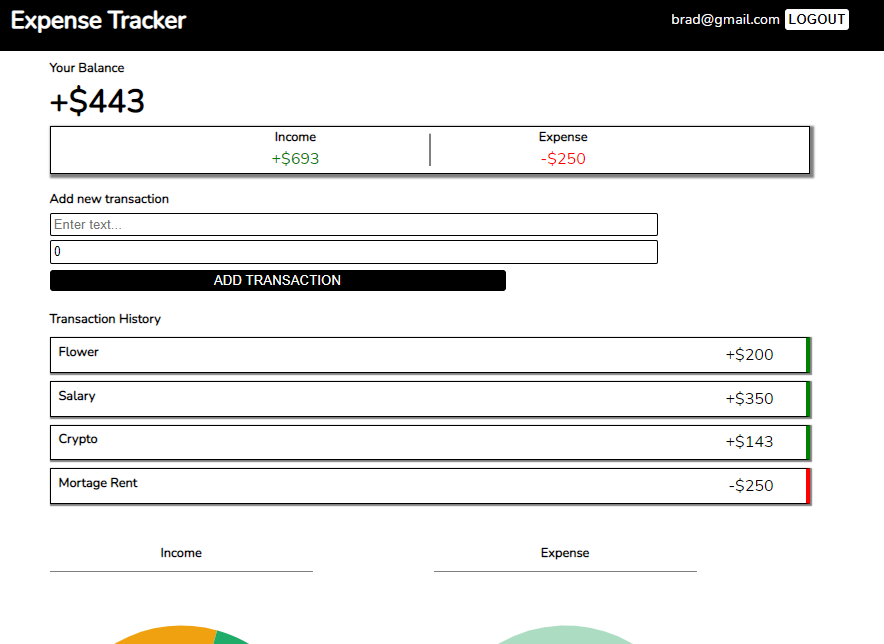 Expense Tracker
brad@gmail.com LOGOUT
Your Balance
+$443
Income Expense
+$693 -$250
Add new transaction
Enter text...
0
ADD TRANSACTION
Transaction History
Flower +$200
Salary +$350
Crypto +$143
Mortage Rent -$250
Income Expense